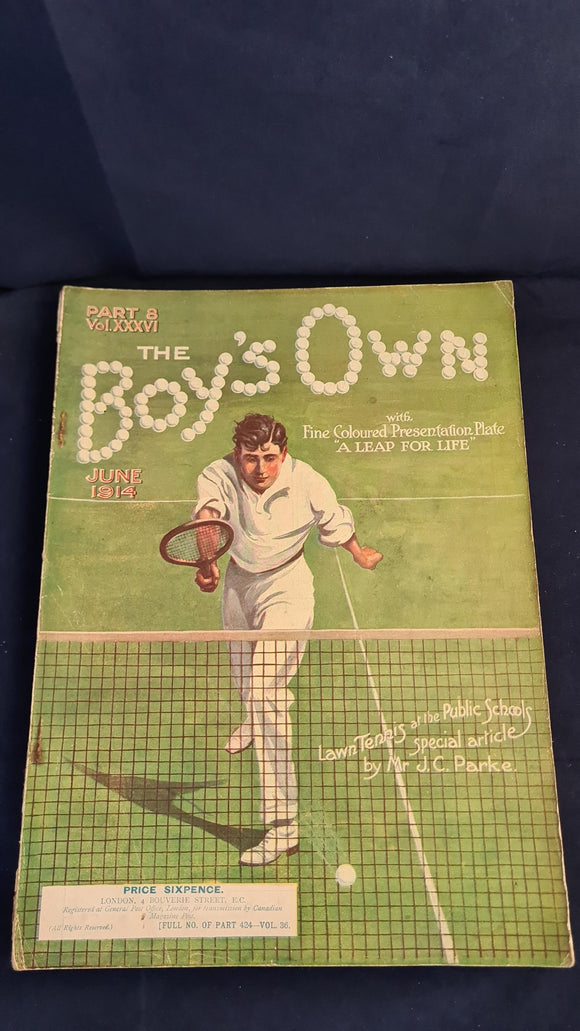 PART 8
VOL.XXXVI
THE
BOY'S OWN
with
Fine Coloured Presentation Plate
"A LEAP FOR LIFE"
JUNE
1914
Lawn Tennis at the Public Schools
special article
by Mr J.C. Parke.
PRICE SIXPENCE.
LONDON, 4 BOUVERIE STREET, E.C.
Registered at General Post Office, London, for transmission by Canadian
Magazine Post.
(All Rights Reserved.)
[FULL NO. OF PART 424—VOL. 36.